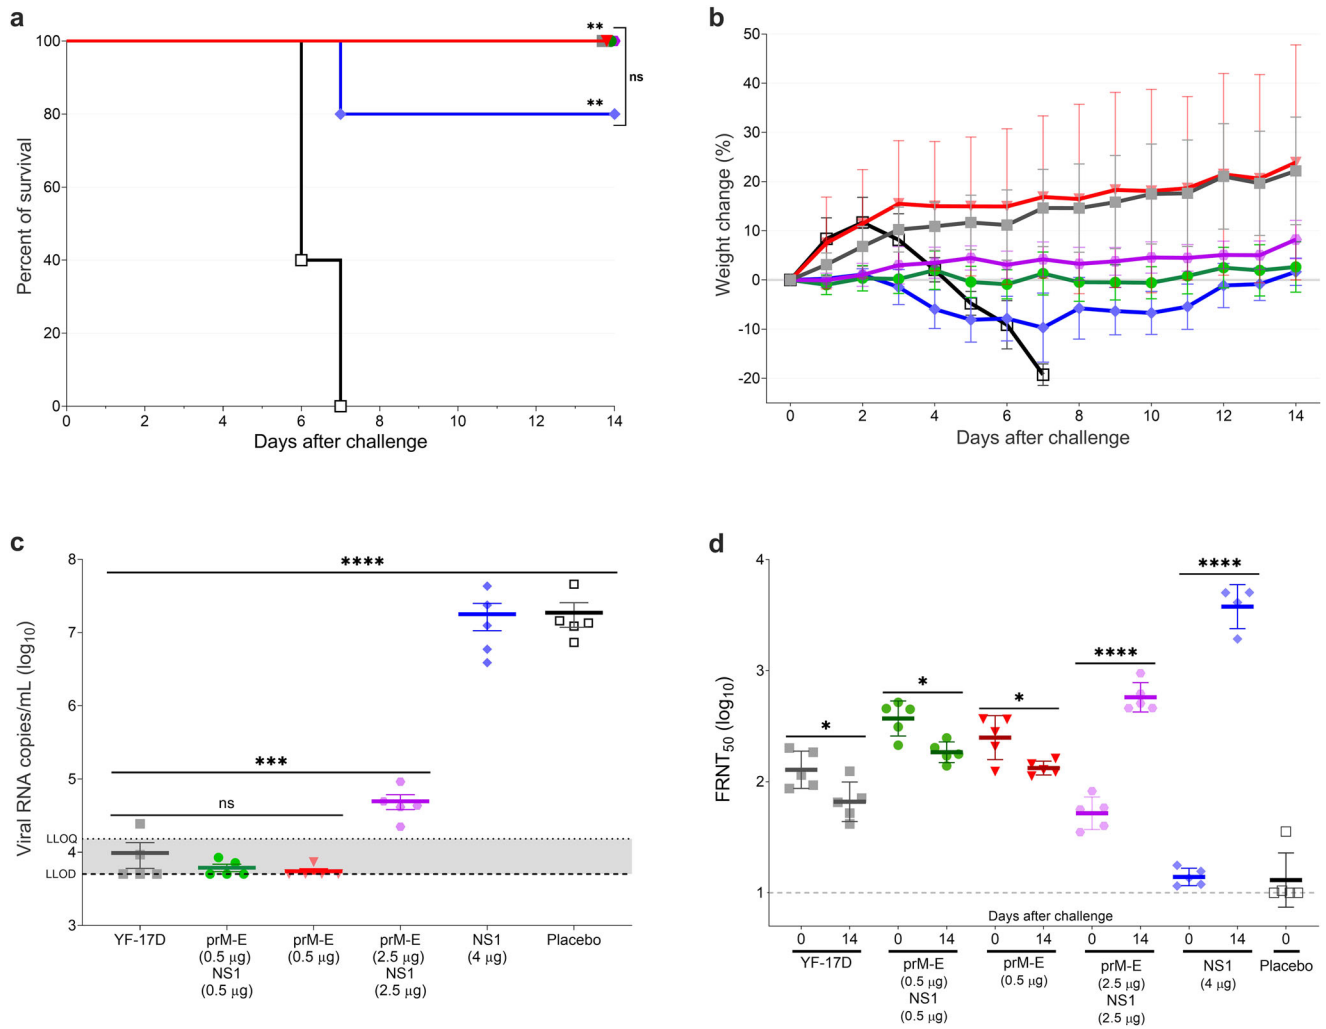 a
Percent of survival
100
80
60
40
20
0
0 2 4 6 8 10 12 14
Days after challenge
**
**
ns
b
Weight change (%)
50
40
30
20
10
0
-10
-20
0 2 4 6 8 10 12 14
Days after challenge
c
Viral RNA copies/mL (log10)
8
7
6
5
LLOQ
4
LLOD
3
****
***
ns
YF-17D prM-E prM-E prM-E NS1 Placebo
(0.5 µg) (0.5 µg) (2.5 µg) (4 µg)
NS1 NS1
(0.5 µg) (2.5 µg)
d
FRNT50 (log10)
4
3
2
1
* * * **** ****
Days after challenge
0 14 0 14 0 14 0 14 0 14 0
YF-17D prM-E prM-E prM-E NS1 Placebo
(0.5 µg) (0.5 µg) (2.5 µg) (4 µg)
NS1 NS1
(0.5 µg) (2.5 µg)